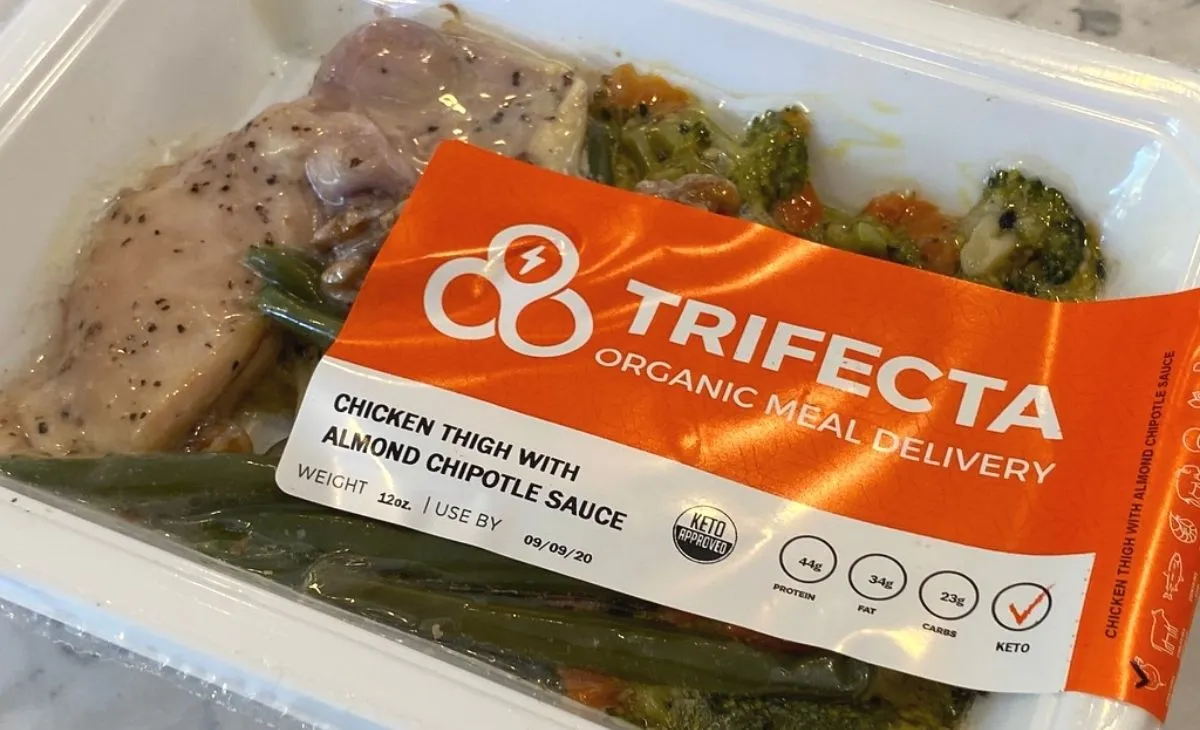 TRIFECTA
ORGANIC MEAL DELIVERY
CHICKEN THIGH WITH
ALMOND CHIPOTLE SAUCE
WEIGHT 12oz. | USE BY
09/09/20
KETO
APPROVED
44g
PROTEIN
34g
FAT
23g
CARBS
KETO
CHICKEN THIGH WITH ALMOND CHIPOTLE SAUCE